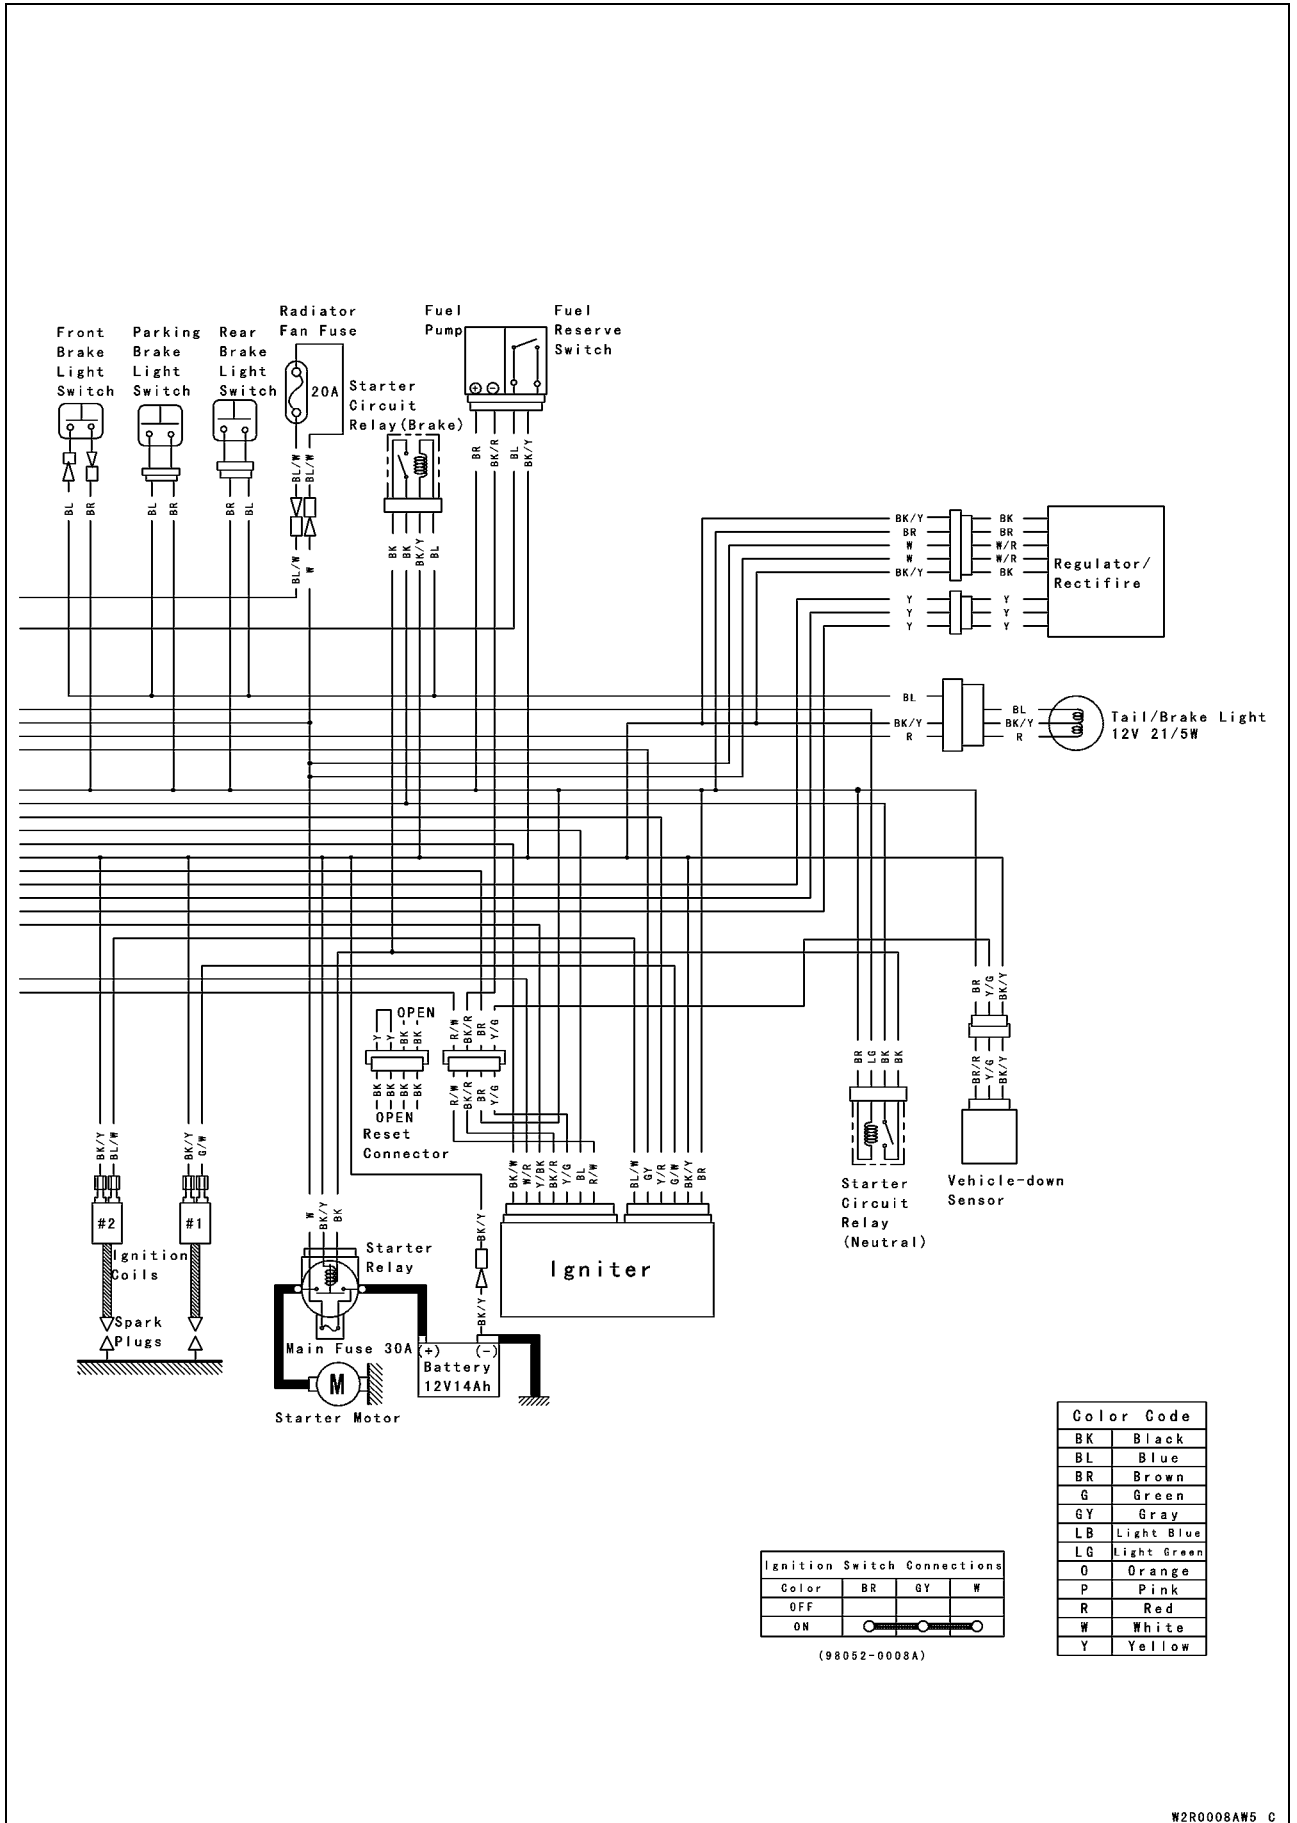 Front
Brake
Light
Switch
Parking
Brake
Light
Switch
Rear
Brake
Light
Switch
Radiator
Fan Fuse
20A
Starter
Circuit
Relay(Brake)
Fuel
Pump
Fuel
Reserve
Switch
BL
BR
BL
BR
BR
BL
BL/W
BL/W
BL/W
W
BK
BK
BK/Y
BL
BR
BK/R
BL
BK/Y
BK/Y
BR
W
W
BK/Y
Y
Y
Y
BK
BR
W/R
W/R
BK
Y
Y
Y
Regulator/
Rectifire
BL
BK/Y
R
BL
BK/Y
R
Tail/Brake Light
12V 21/5W
OPEN
Y
Y
BK
BK
BK
BK
BK
BK
OPEN
Reset
Connector
R/W
BK/R
BR
Y/G
R/W
BK/R
BR
Y/G
BR
Y/G
BK/Y
BR/R
Y/G
BK/Y
Vehicle-down
Sensor
BR
LG
BK
BK
Starter
Circuit
Relay
(Neutral)
BK/Y
BL/W
BK/Y
G/W
#2
#1
Ignition
Coils
Spark
Plugs
W
BK/Y
BK
Starter
Relay
Main Fuse 30A
M
Starter Motor
BK/Y
BK/Y
(+)
(-)
Battery
12V14Ah
BK/W
W/R
Y/BK
BK/R
Y/G
BL
R/W
BL/W
GY
Y/R
G/W
BK/Y
BR
Igniter
Color Code
BK Black
BL Blue
BR Brown
G Green
GY Gray
LB Light Blue
LG Light Green
O Orange
P Pink
R Red
W White
Y Yellow
Ignition Switch Connections
Color BR GY W
OFF
ON
(98052-0008A)
W2R0008AW5 C